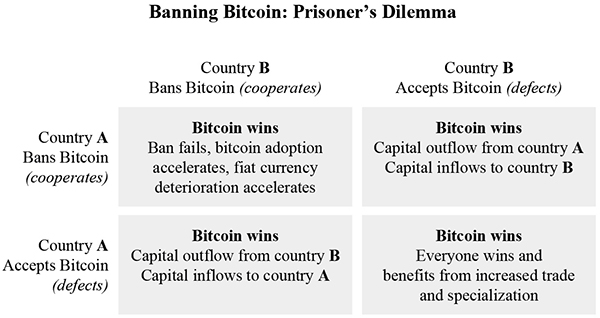 Banning Bitcoin: Prisoner's Dilemma
Country B
Bans Bitcoin (cooperates)
Country B
Accepts Bitcoin (defects)
Country A
Bans Bitcoin
(cooperates)
Bitcoin wins
Ban fails, bitcoin adoption
accelerates, fiat currency
deterioration accelerates
Bitcoin wins
Capital outflow from country A
Capital inflows to country B
Country A
Accepts Bitcoin
(defects)
Bitcoin wins
Capital outflow from country B
Capital inflows to country A
Bitcoin wins
Everyone wins and
benefits from increased trade
and specialization